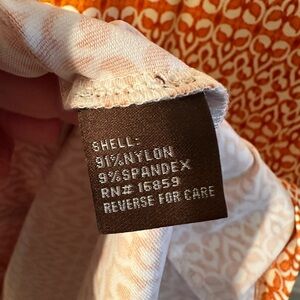 SHELL:
91%NYLON
9%SPANDEX
RN# 16859
REVERSE FOR CARE